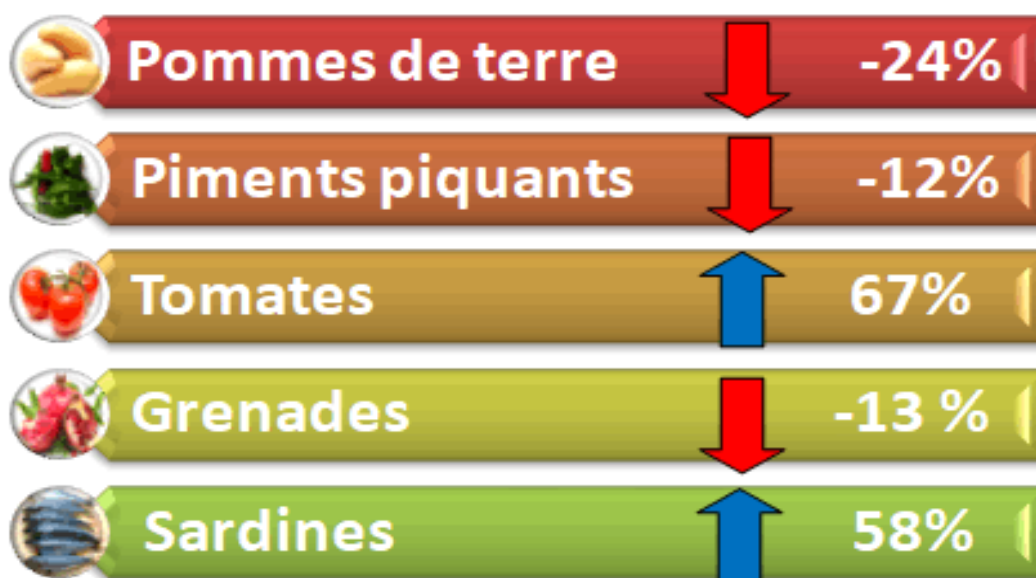 Pommes de terre -24%
Piments piquants -12%
Tomates 67%
Grenades -13 %
Sardines 58%